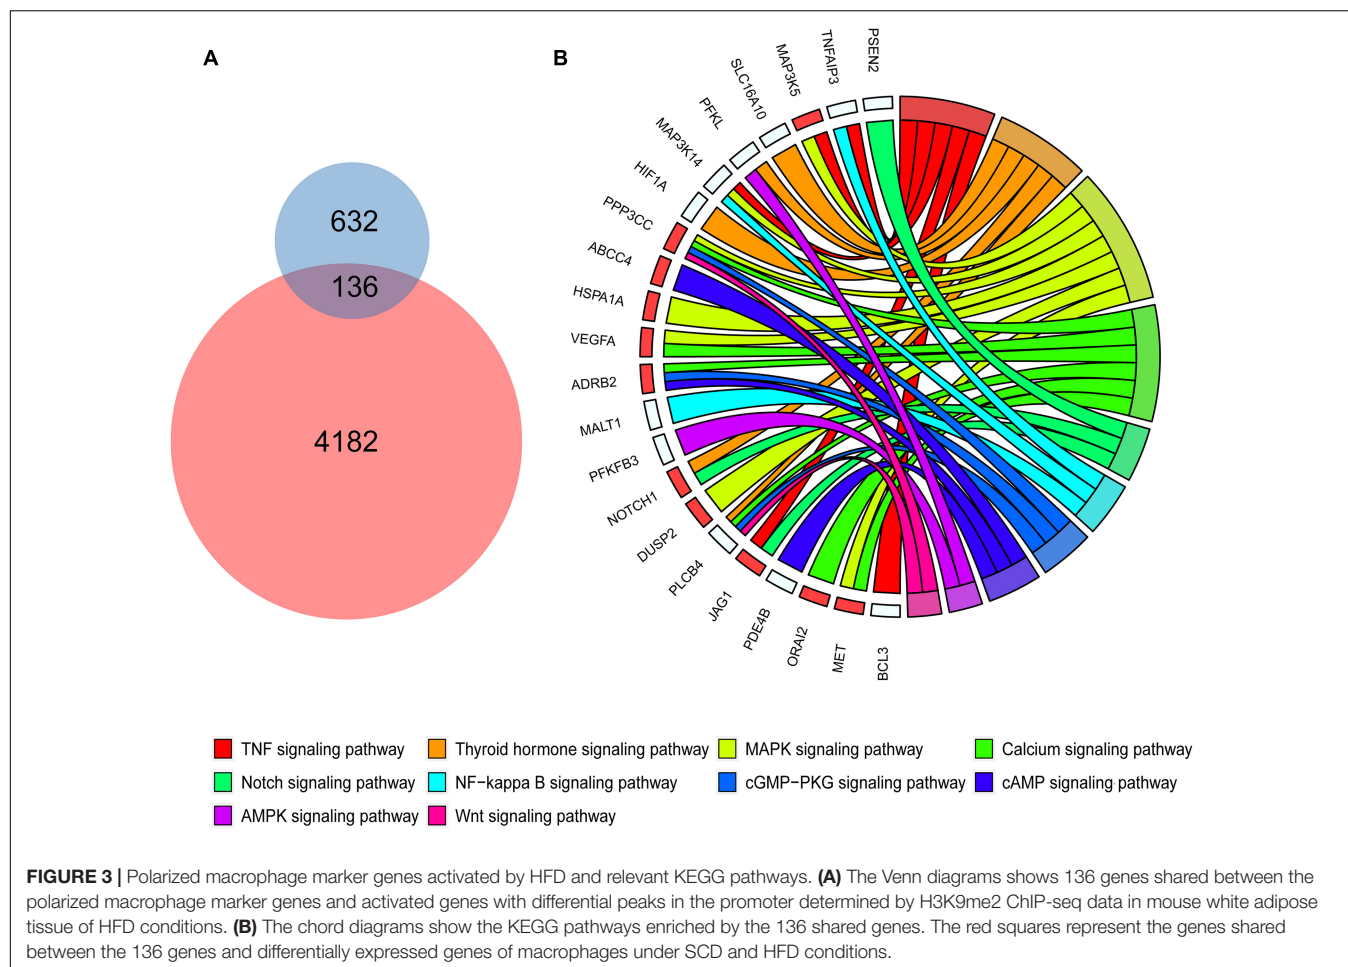 A
B
632
136
4182
PSEN2
TNFAIP3
MAP3K5
SLC16A10
PFKL
MAP3K14
HIF1A
PPP3CC
ABCC4
HSPA1A
VEGFA
ADRB2
MALT1
PFKFB3
NOTCH1
DUSP2
PLCB4
JAG1
PDE4B
ORAI2
MET
BCL3
TNF signaling pathway
Thyroid hormone signaling pathway
MAPK signaling pathway
Calcium signaling pathway
Notch signaling pathway
NF−kappa B signaling pathway
cGMP−PKG signaling pathway
cAMP signaling pathway
AMPK signaling pathway
Wnt signaling pathway
FIGURE 3 | Polarized macrophage marker genes activated by HFD and relevant KEGG pathways. (A) The Venn diagrams shows 136 genes shared between the
polarized macrophage marker genes and activated genes with differential peaks in the promoter determined by H3K9me2 ChIP-seq data in mouse white adipose
tissue of HFD conditions. (B) The chord diagrams show the KEGG pathways enriched by the 136 shared genes. The red squares represent the genes shared
between the 136 genes and differentially expressed genes of macrophages under SCD and HFD conditions.